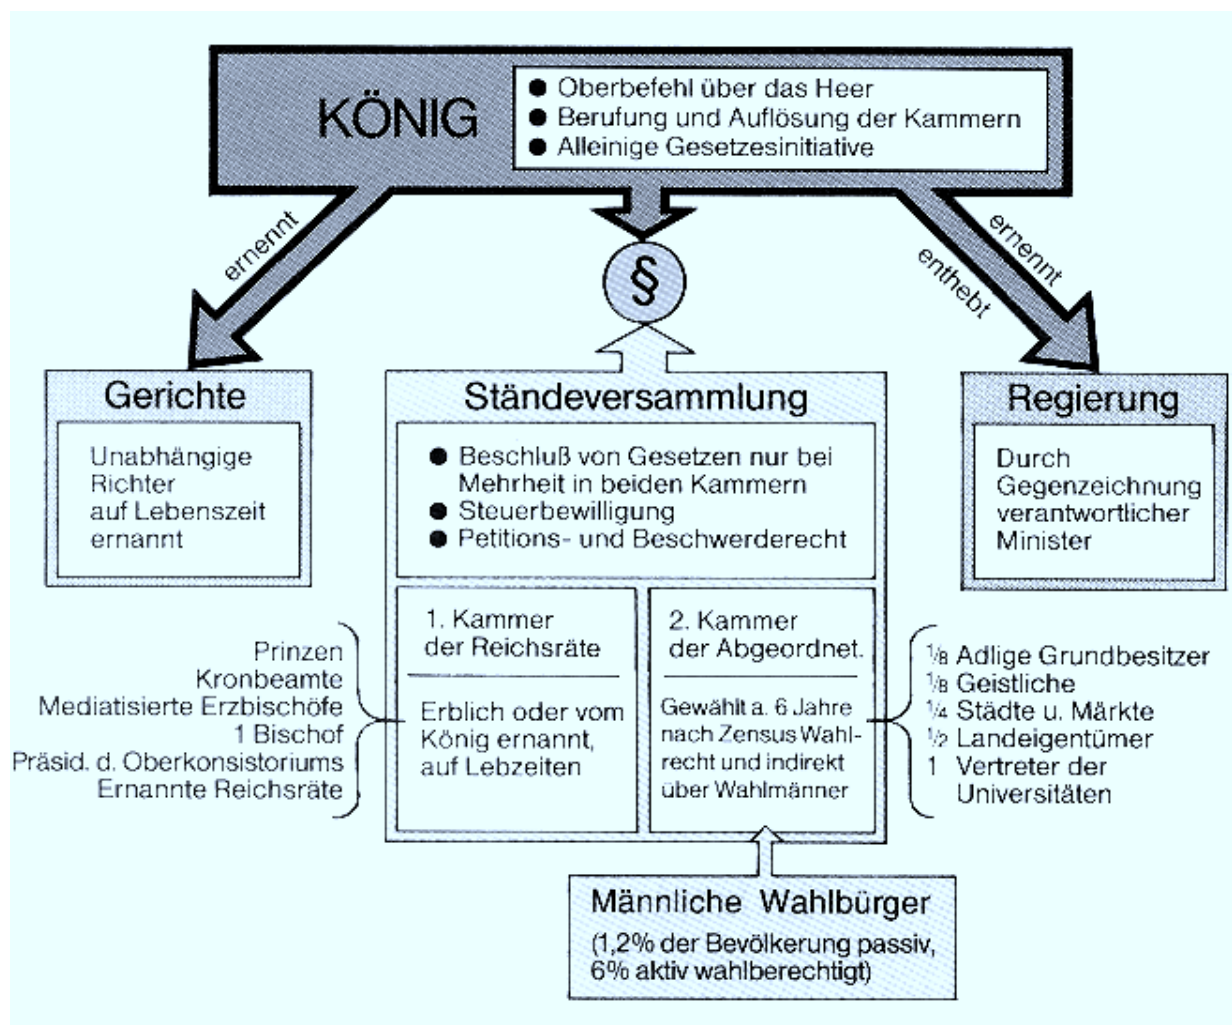 KÖNIG
● Oberbefehl über das Heer
● Berufung und Auflösung der Kammern
● Alleinige Gesetzesinitiative
ernennt
ernennt
enthebt
§
Gerichte
Unabhängige
Richter
auf Lebenszeit
ernannt
Ständeversammlung
● Beschluß von Gesetzen nur bei
Mehrheit in beiden Kammern
● Steuerbewilligung
● Petitions- und Beschwerderecht
Regierung
Durch
Gegenzeichnung
verantwortlicher
Minister
Prinzen
Kronbeamte
Mediatisierte Erzbischöfe
1 Bischof
Präsid. d. Oberkonsistoriums
Ernannte Reichsräte
1. Kammer
der Reichsräte
Erblich oder vom
König ernannt,
auf Lebzeiten
2. Kammer
der Abgeordnet.
Gewählt a. 6 Jahre
nach Zensus Wahl-
recht und indirekt
über Wahlmänner
1/8 Adlige Grundbesitzer
1/8 Geistliche
1/4 Städte u. Märkte
1/2 Landeigentümer
1 Vertreter der
Universitäten
Männliche Wahlbürger
(1,2% der Bevölkerung passiv,
6% aktiv wahlberechtigt)